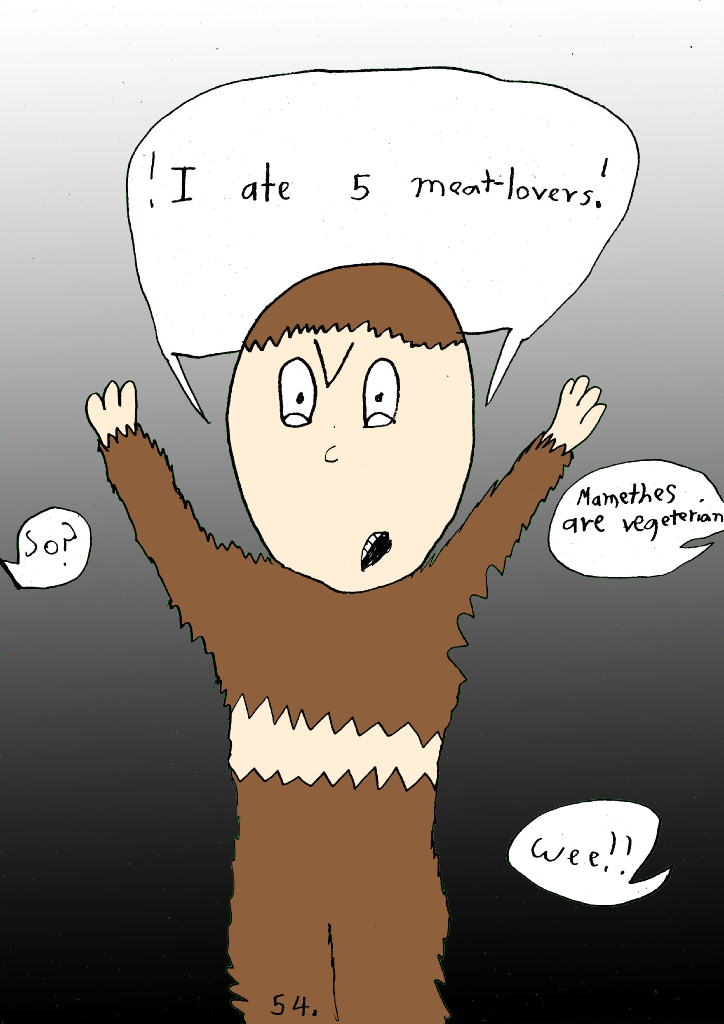 ! I ate 5 meat-lovers.!
Mamethes .
are vegeterian
So?
Wee!!
54.